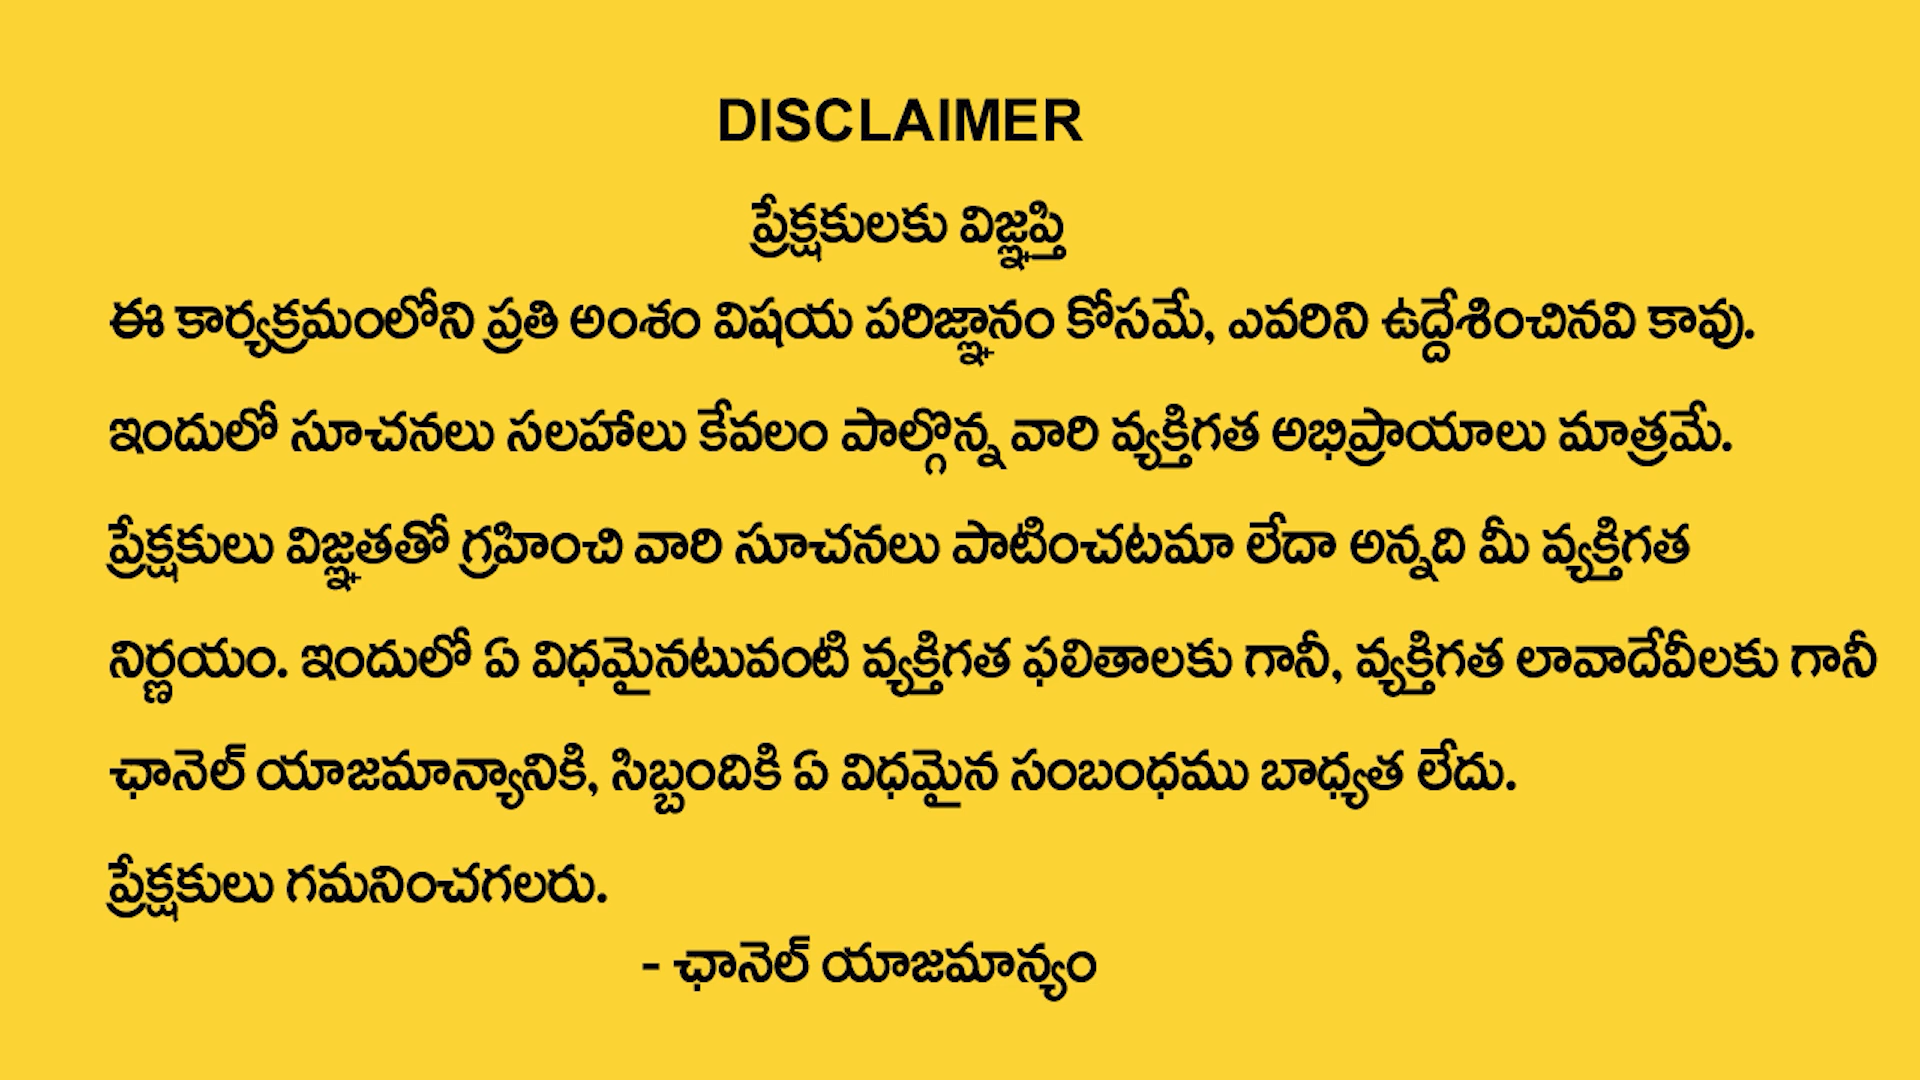 DISCLAIMER
ప్రేక్షకులకు విజ్ఞప్తి
ఈ కార్యక్రమంలోని ప్రతి అంశం విషయ పరిజ్ఞానం కోసమే, ఎవరిని ఉద్దేశించినవి కావు.
ఇందులో సూచనలు సలహాలు కేవలం పాల్గొన్న వారి వ్యక్తిగత అభిప్రాయాలు మాత్రమే.
ప్రేక్షకులు విజ్ఞతతో గ్రహించి వారి సూచనలు పాటించటమా లేదా అన్నది మీ వ్యక్తిగత
నిర్ణయం. ఇందులో ఏ విధమైనటువంటి వ్యక్తిగత ఫలితాలకు గానీ, వ్యక్తిగత లావాదేవీలకు గానీ
ఛానెల్ యాజమాన్యానికి, సిబ్బందికి ఏ విధమైన సంబంధము బాధ్యత లేదు.
ప్రేక్షకులు గమనించగలరు.
- ఛానెల్ యాజమాన్యం